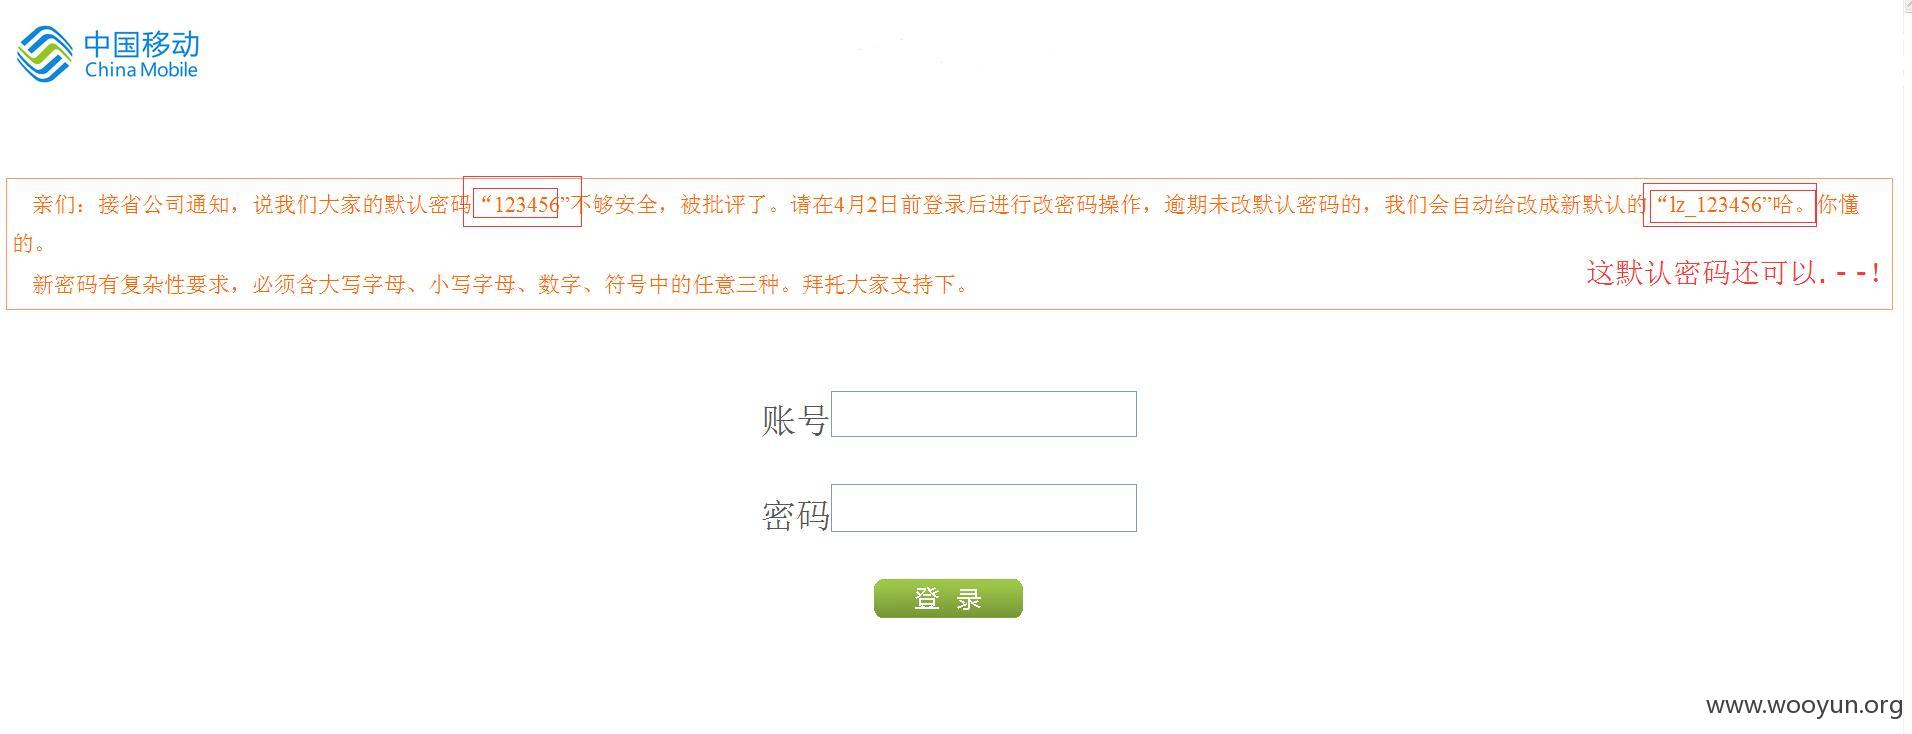 中国移动
China Mobile
亲们：接省公司通知，说我们大家的默认密码“123456”不够安全，被批评了。请在4月2日前登录后进行改密码操作，逾期未改默认密码的，我们会自动给改成新默认的“lz_123456”哈。你懂
的。
新密码有复杂性要求，必须含大写字母、小写字母、数字、符号中的任意三种。拜托大家支持下。
这默认密码还可以. - -!
账号
密码
登 录
www.wooyun.org